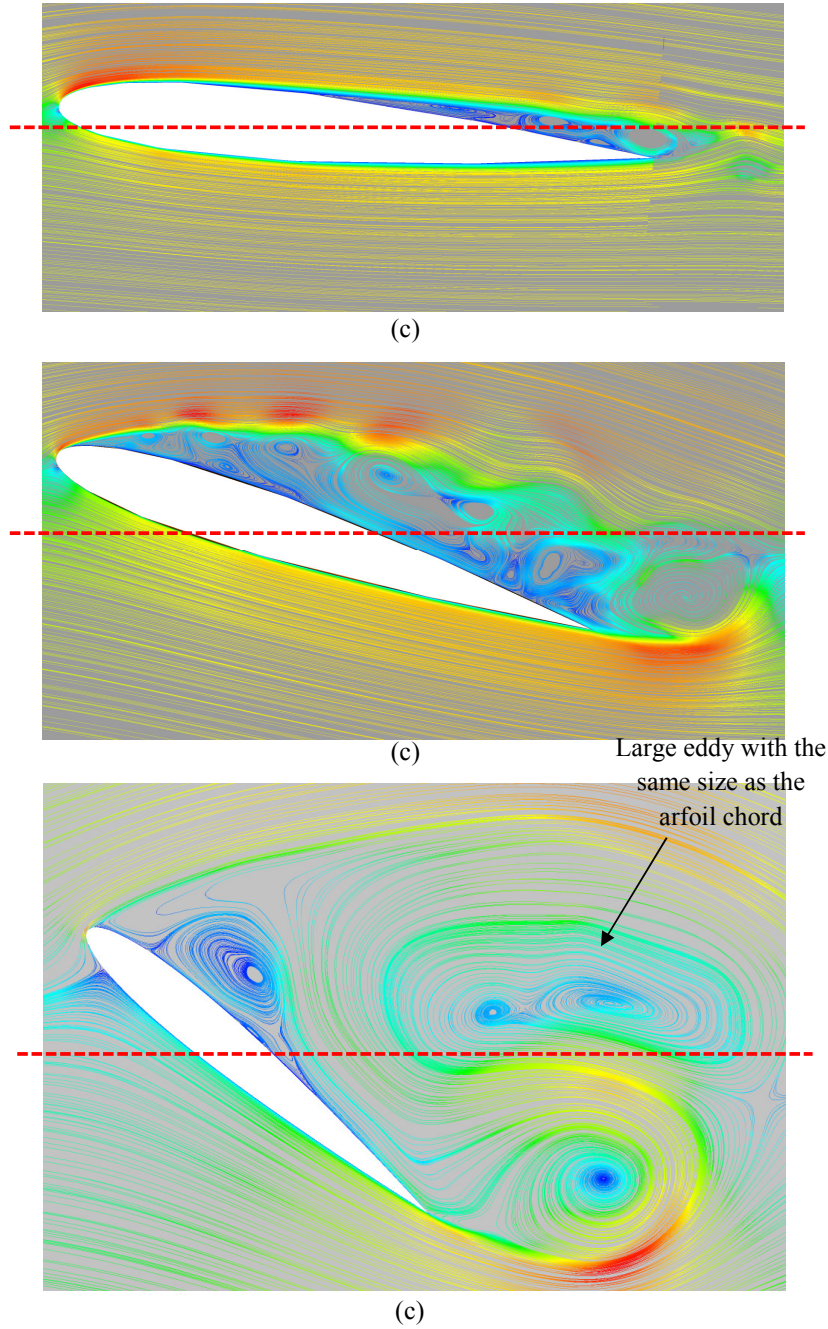 (c)
(c)
Large eddy with the
same size as the
arfoil chord
(c)